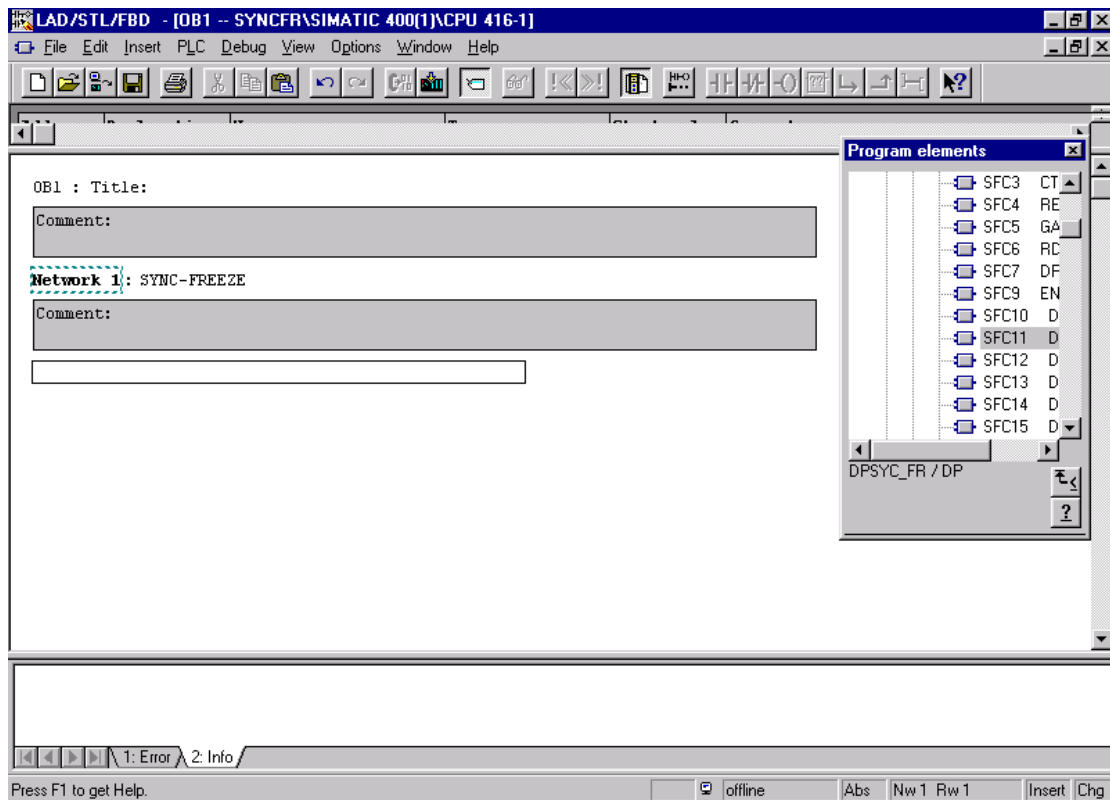 LAD/STL/FBD - [OB1 -- SYNCFR\SIMATIC 400(1)\CPU 416-1]
File Edit Insert PLC Debug View Options Window Help
Program elements
OB1 : Title:
Comment:
Network 1: SYNC-FREEZE
Comment:
SFC3 CT
SFC4 RE
SFC5 GA
SFC6 RD
SFC7 DP
SFC9 EN
SFC10 D
SFC11 D
SFC12 D
SFC13 D
SFC14 D
SFC15 D
DPSYC_FR / DP
1: Error 2: Info
Press F1 to get Help. offline Abs Nw 1 Rw 1 Insert Chg